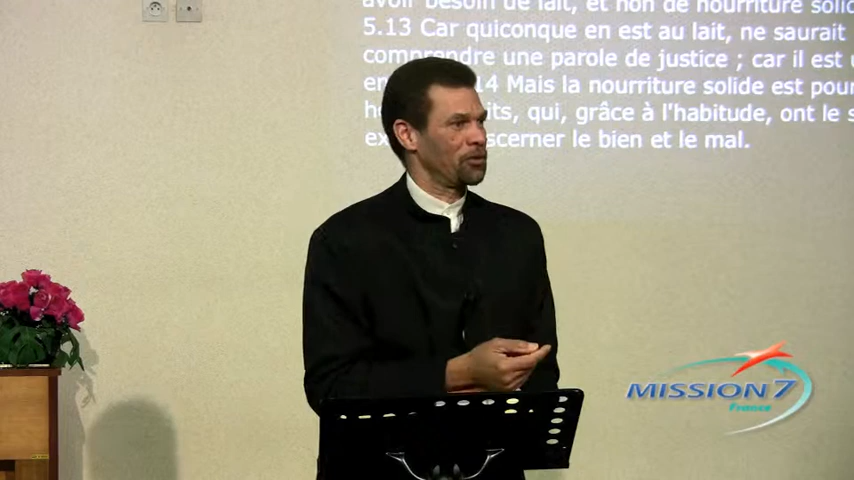 avoir besoin de lait, et non de nourriture solide
5.13 Car quiconque en est au lait, ne saurait
comprendre une parole de justice ; car il est
en 14 Mais la nourriture solide est pour
qui, grâce à l'habitude, ont le
le bien et le mal.
MISSION 7
France